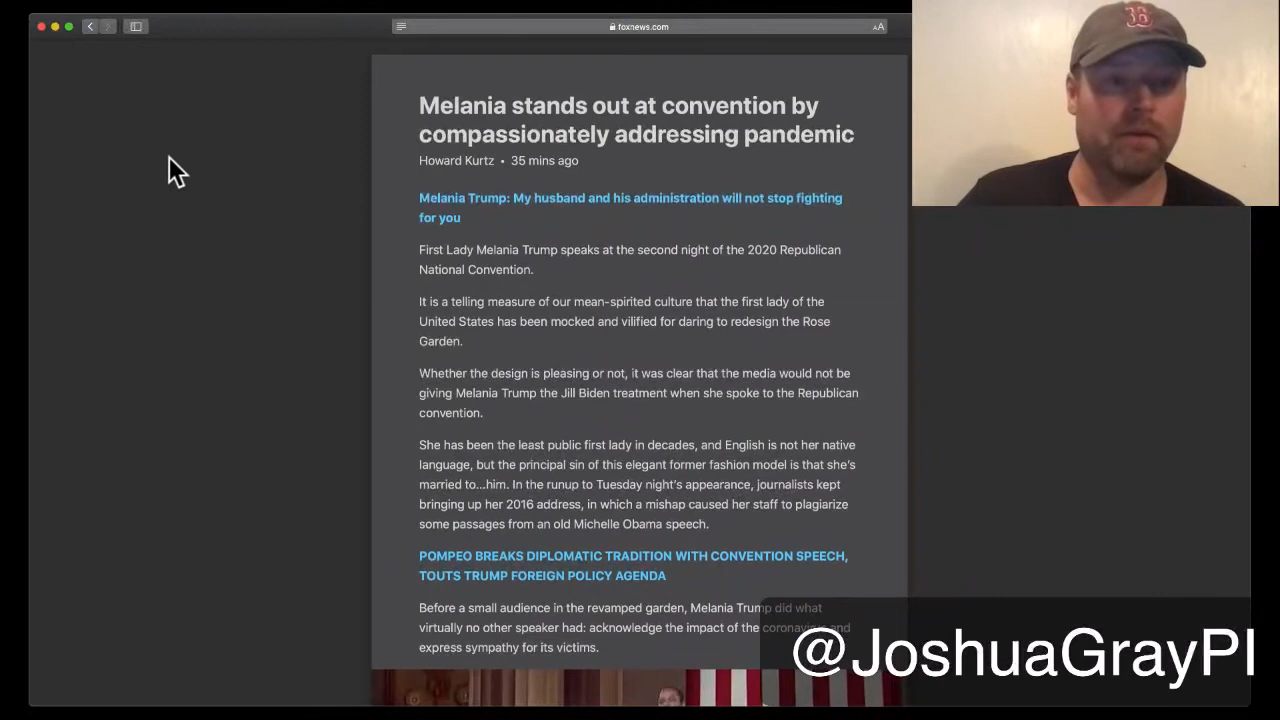 foxnews.com
AA
B
Melania stands out at convention by
compassionately addressing pandemic
Howard Kurtz • 35 mins ago
Melania Trump: My husband and his administration will not stop fighting
for you
First Lady Melania Trump speaks at the second night of the 2020 Republican
National Convention.
It is a telling measure of our mean-spirited culture that the first lady of the
United States has been mocked and vilified for daring to redesign the Rose
Garden.
Whether the design is pleasing or not, it was clear that the media would not be
giving Melania Trump the Jill Biden treatment when she spoke to the Republican
convention.
She has been the least public first lady in decades, and English is not her native
language, but the principal sin of this elegant former fashion model is that she's
married to…him. In the runup to Tuesday night's appearance, journalists kept
bringing up her 2016 address, in which a mishap caused her staff to plagiarize
some passages from an old Michelle Obama speech.
POMPEO BREAKS DIPLOMATIC TRADITION WITH CONVENTION SPEECH,
TOUTS TRUMP FOREIGN POLICY AGENDA
Before a small audience in the revamped garden, Melania Trump did what
virtually no other speaker had: acknowledge the impact of the coronavirus and
express sympathy for its victims.
@JoshuaGrayPI